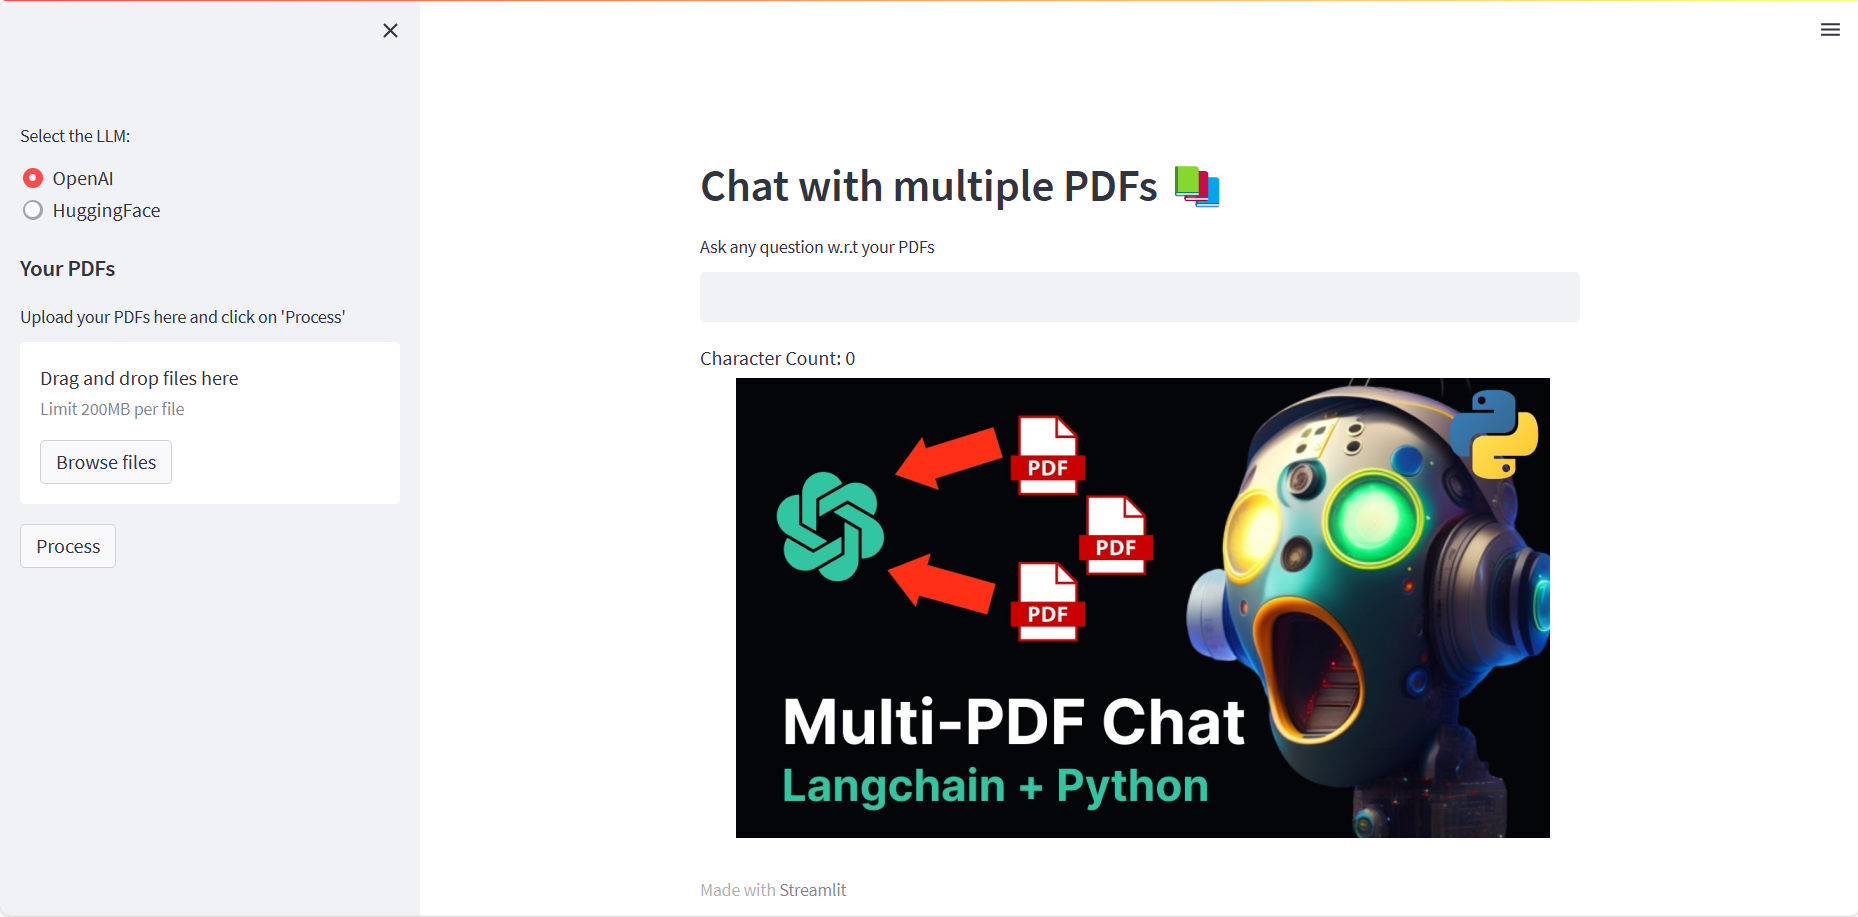 Select the LLM:
OpenAI
HuggingFace
Your PDFs
Upload your PDFs here and click on 'Process'
Drag and drop files here
Limit 200MB per file
Browse files
Process
Chat with multiple PDFs
Ask any question w.r.t your PDFs
Character Count: 0
PDF
PDF
PDF
Multi-PDF Chat
Langchain + Python
Made with Streamlit